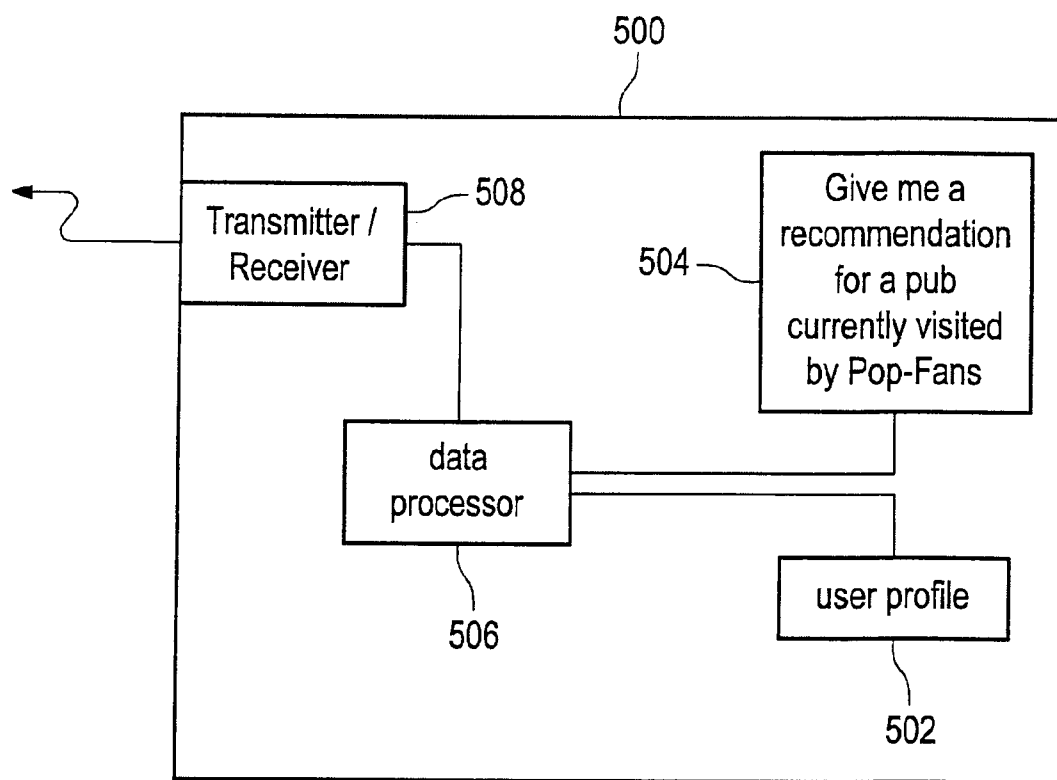 500
Transmitter /
Receiver
508
Give me a
recommendation
for a pub
currently visited
by Pop-Fans
504
data
processor
506
user profile
502